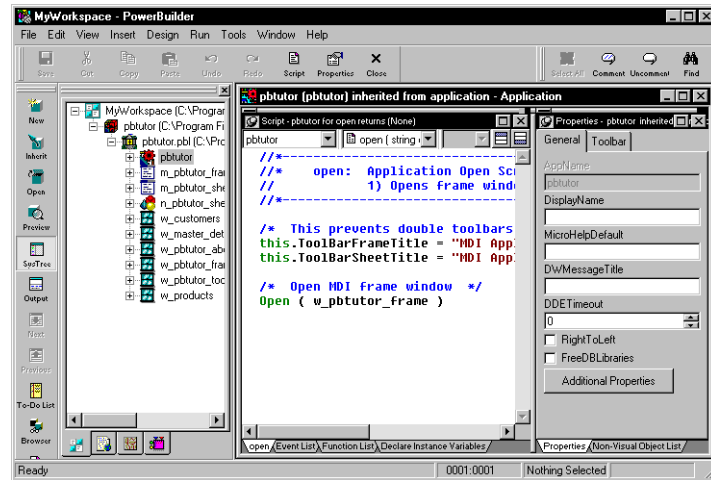 MyWorkspace - PowerBuilder
File Edit View Insert Design Run Tools Window Help
Save Cut Copy Paste Undo Redo Script Properties Close Select All Comment Uncomment Find
New
Inherit
Open
Preview
SysTree
Output
Next
Previous
To-Do List
Browser
MyWorkspace (C:\Program
pbtutor (C:\Program Fi
pbtutor.pbl (C:\Pro
pbtutor
m_pbtutor_frar
m_pbtutor_she
n_pbtutor_she
w_customers
w_master_det
w_pbtutor_abo
w_pbtutor_frar
w_pbtutor_too
w_products
pbtutor (pbtutor) inherited from application - Application
Script - pbtutor for open returns (None)
pbtutor open ( string
//*-----------------------------
//* open: Application Open Scr
// 1) Opens frame windo
//*-----------------------------
/* This prevents double toolbars
this.ToolBarFrameTitle = "MDI App
this.ToolBarSheetTitle = "MDI App
/* Open MDI frame window */
Open ( w_pbtutor_frame )
open Event List Function List Declare Instance Variables
Properties - pbtutor inherited
General Toolbar
AppName
pbtutor
DisplayName
MicroHelpDefault
DWMessageTitle
DDETimeout
0
RightToLeft
FreeDBLibraries
Additional Properties
Properties Non-Visual Object List
Ready 0001:0001 Nothing Selected